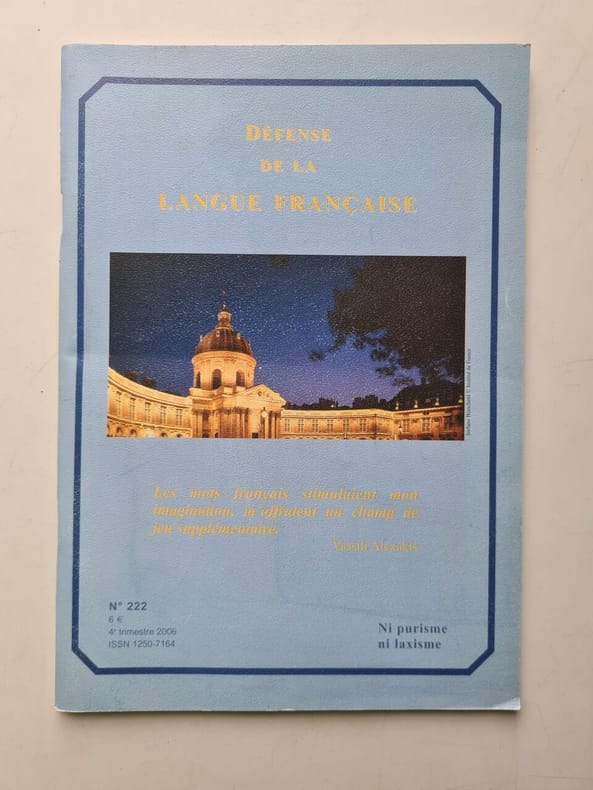 DÉFENSE
DE LA
LANGUE FRANÇAISE
Les mots français stimulaient mon
imagination, m'offraient un champ de
jeu supplémentaire.
Vassilis Alexakis
N° 222
6 €
4e trimestre 2006
ISSN 1250-7164
Ni purisme
ni laxisme